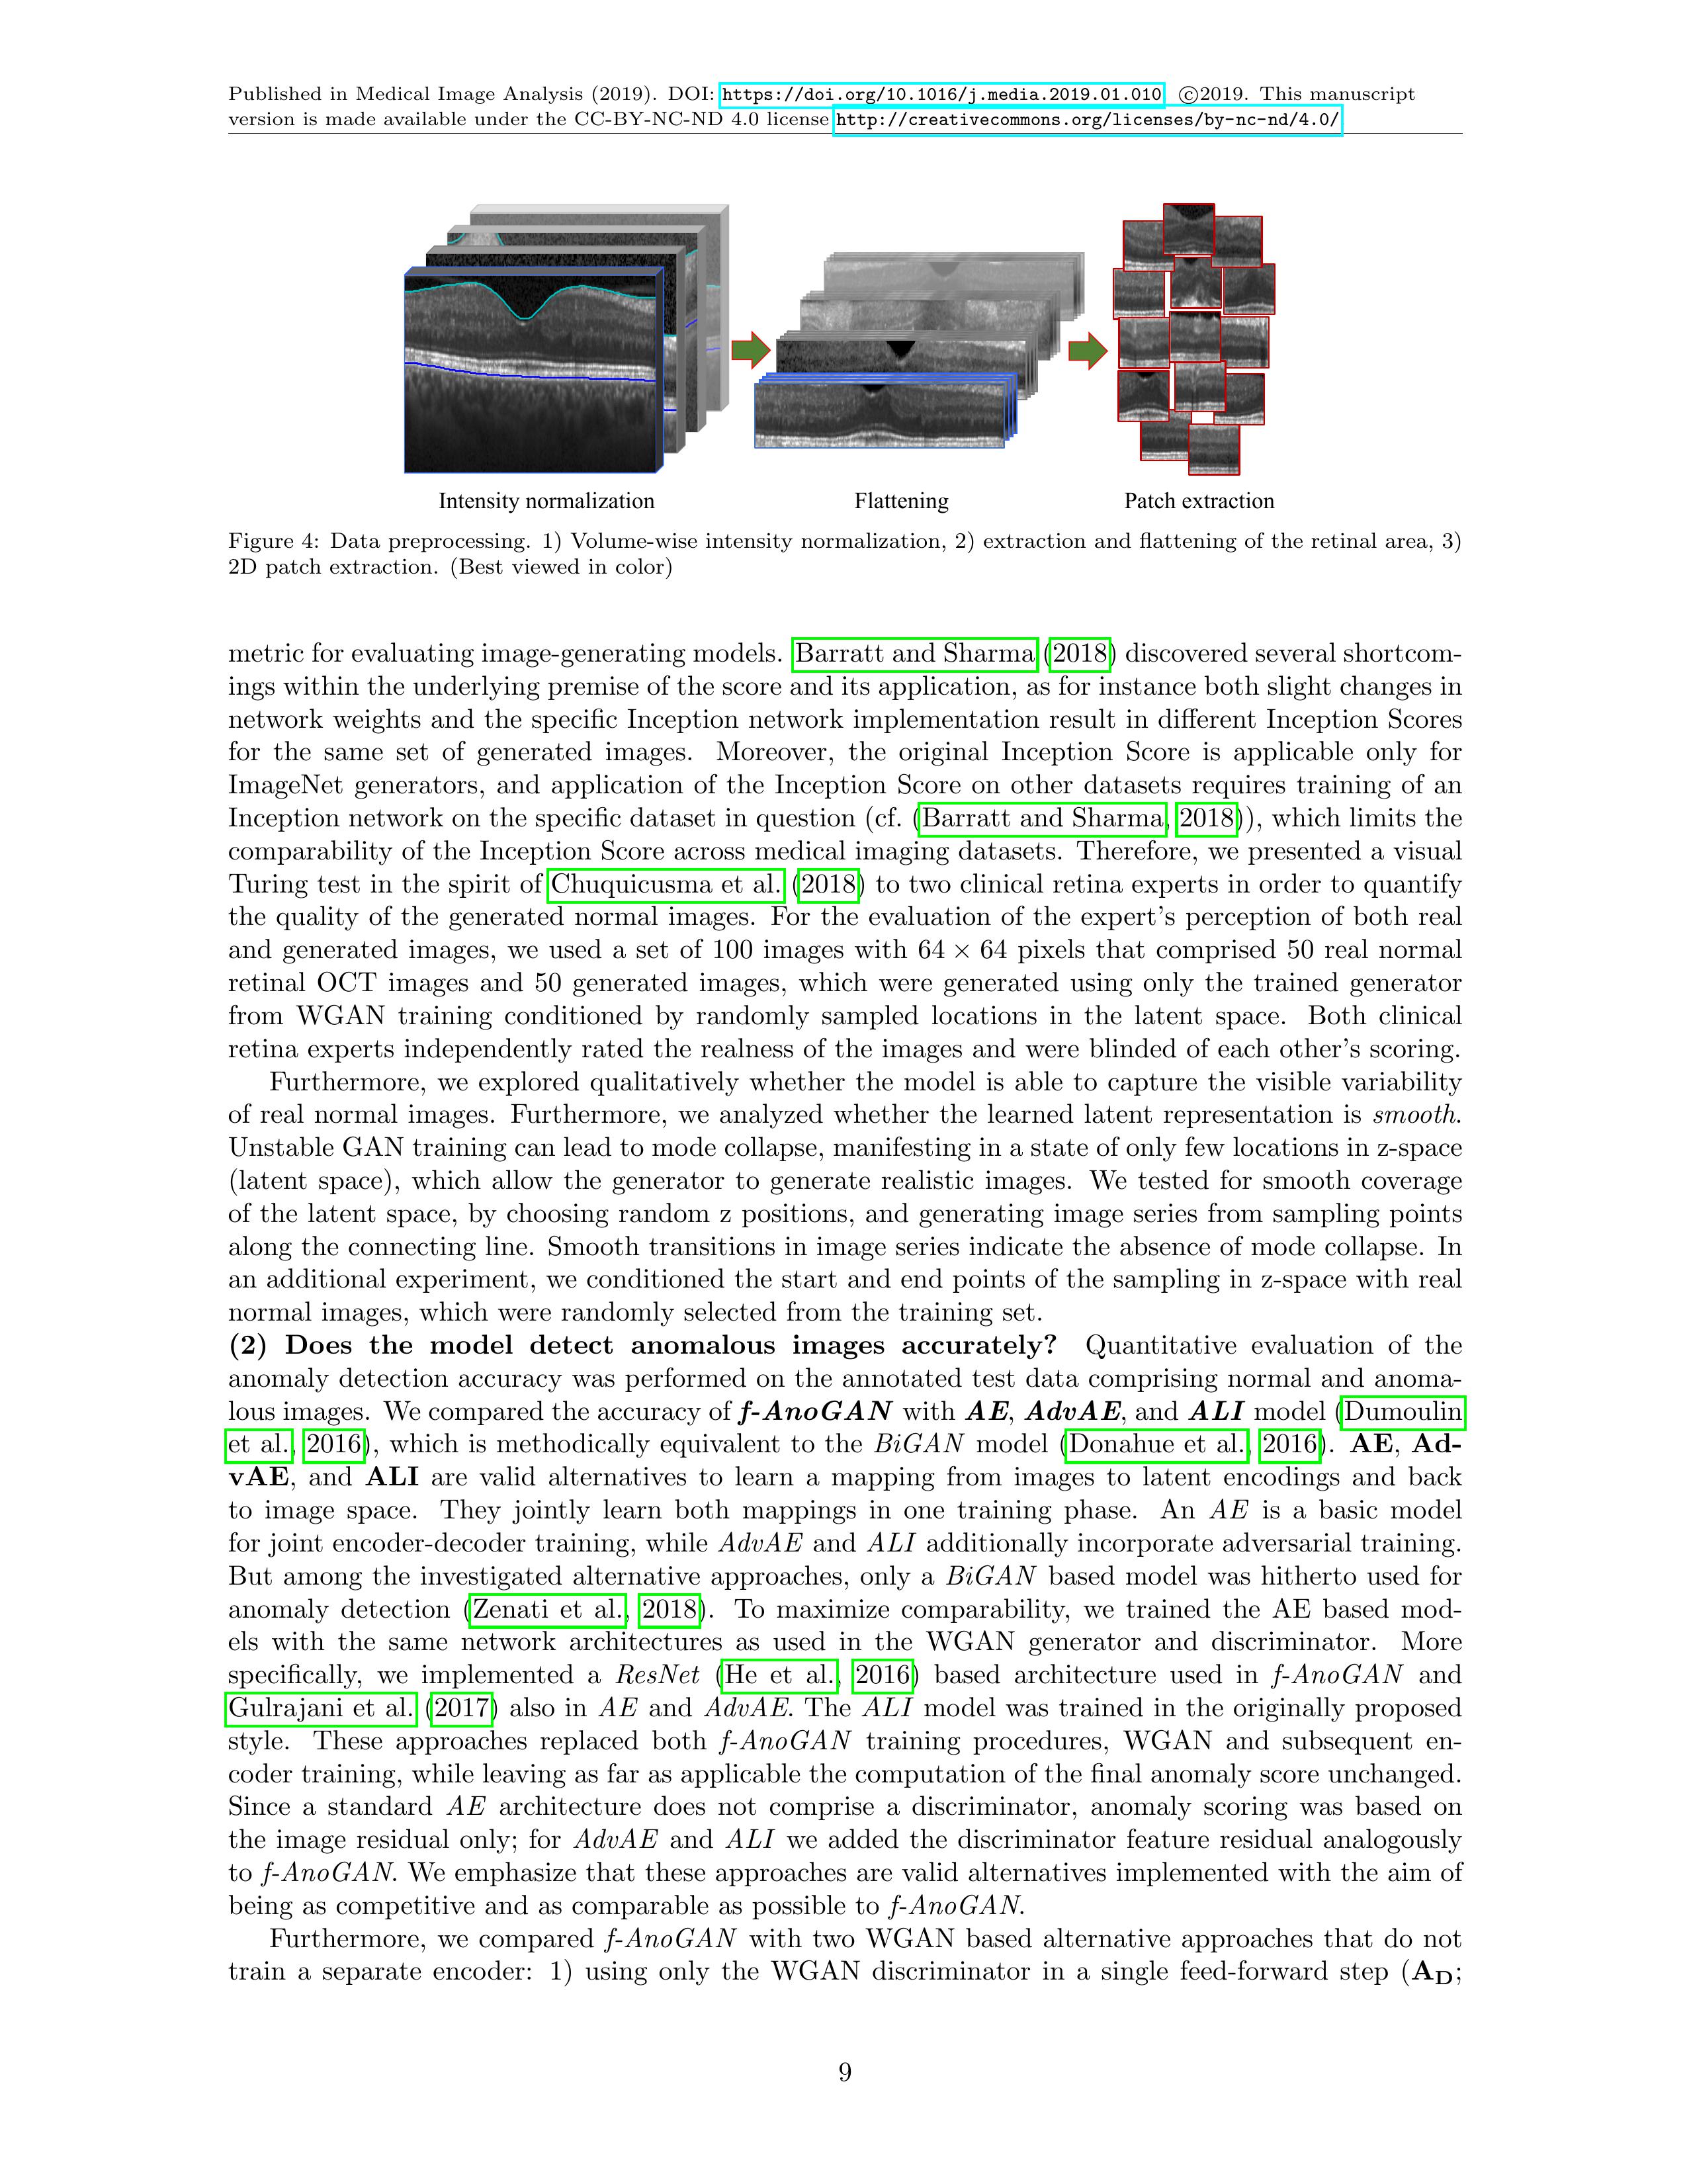 Published in Medical Image Analysis (2019). DOI: https://doi.org/10.1016/j.media.2019.01.010 ©2019. This manuscript
version is made available under the CC-BY-NC-ND 4.0 license http://creativecommons.org/licenses/by-nc-nd/4.0/
Intensity normalization Flattening Patch extraction
Figure 4: Data preprocessing. 1) Volume-wise intensity normalization, 2) extraction and flattening of the retinal area, 3)
2D patch extraction. (Best viewed in color)
metric for evaluating image-generating models. Barratt and Sharma (2018) discovered several shortcom-
ings within the underlying premise of the score and its application, as for instance both slight changes in
network weights and the specific Inception network implementation result in different Inception Scores
for the same set of generated images. Moreover, the original Inception Score is applicable only for
ImageNet generators, and application of the Inception Score on other datasets requires training of an
Inception network on the specific dataset in question (cf. (Barratt and Sharma, 2018)), which limits the
comparability of the Inception Score across medical imaging datasets. Therefore, we presented a visual
Turing test in the spirit of Chuquicusma et al. (2018) to two clinical retina experts in order to quantify
the quality of the generated normal images. For the evaluation of the expert's perception of both real
and generated images, we used a set of 100 images with 64 × 64 pixels that comprised 50 real normal
retinal OCT images and 50 generated images, which were generated using only the trained generator
from WGAN training conditioned by randomly sampled locations in the latent space. Both clinical
retina experts independently rated the realness of the images and were blinded of each other's scoring.
Furthermore, we explored qualitatively whether the model is able to capture the visible variability
of real normal images. Furthermore, we analyzed whether the learned latent representation is smooth.
Unstable GAN training can lead to mode collapse, manifesting in a state of only few locations in z-space
(latent space), which allow the generator to generate realistic images. We tested for smooth coverage
of the latent space, by choosing random z positions, and generating image series from sampling points
along the connecting line. Smooth transitions in image series indicate the absence of mode collapse. In
an additional experiment, we conditioned the start and end points of the sampling in z-space with real
normal images, which were randomly selected from the training set.
(2) Does the model detect anomalous images accurately? Quantitative evaluation of the
anomaly detection accuracy was performed on the annotated test data comprising normal and anoma-
lous images. We compared the accuracy of f-AnoGAN with AE, AdvAE, and ALI model (Dumoulin
et al., 2016), which is methodically equivalent to the BiGAN model (Donahue et al., 2016). AE, Ad-
vAE, and ALI are valid alternatives to learn a mapping from images to latent encodings and back
to image space. They jointly learn both mappings in one training phase. An AE is a basic model
for joint encoder-decoder training, while AdvAE and ALI additionally incorporate adversarial training.
But among the investigated alternative approaches, only a BiGAN based model was hitherto used for
anomaly detection (Zenati et al., 2018). To maximize comparability, we trained the AE based mod-
els with the same network architectures as used in the WGAN generator and discriminator. More
specifically, we implemented a ResNet (He et al., 2016) based architecture used in f-AnoGAN and
Gulrajani et al. (2017) also in AE and AdvAE. The ALI model was trained in the originally proposed
style. These approaches replaced both f-AnoGAN training procedures, WGAN and subsequent en-
coder training, while leaving as far as applicable the computation of the final anomaly score unchanged.
Since a standard AE architecture does not comprise a discriminator, anomaly scoring was based on
the image residual only; for AdvAE and ALI we added the discriminator feature residual analogously
to f-AnoGAN. We emphasize that these approaches are valid alternatives implemented with the aim of
being as competitive and as comparable as possible to f-AnoGAN.
Furthermore, we compared f-AnoGAN with two WGAN based alternative approaches that do not
train a separate encoder: 1) using only the WGAN discriminator in a single feed-forward step (A_D;
9